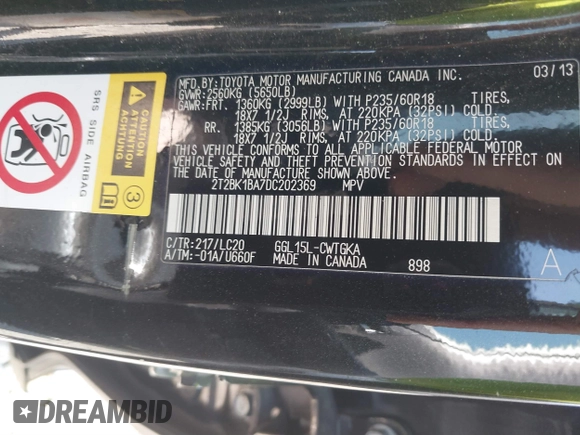 MFD.BY:TOYOTA MOTOR MANUFACTURING CANADA INC. 03/13
GVWR:2560KG (5650LB)
GAWR:FRT. 1360KG (2999LB) WITH P235/60R18 TIRES,
18X7 1/2J RIMS, AT 220KPA (32PSI) COLD,
RR. 1385KG (3056LB) WITH P235/60R18 TIRES,
18X7 1/2J RIMS, AT 220KPA (32PSI) COLD.
THIS VEHICLE CONFORMS TO ALL APPLICABLE FEDERAL MOTOR
VEHICLE SAFETY AND THEFT PREVENTION STANDARDS IN EFFECT ON
THE DATE OF MANUFACTURE SHOWN ABOVE.
2T2BK1BA7DC202369 MPV
C/TR:217/LC20 GGL15L-CWTGKA
A/TM:-01A/U660F MADE IN CANADA 898
A
SRS SIDE AIRBAG
CAUTION
ATTENTION
ACHTUNG
3
DREAMBID